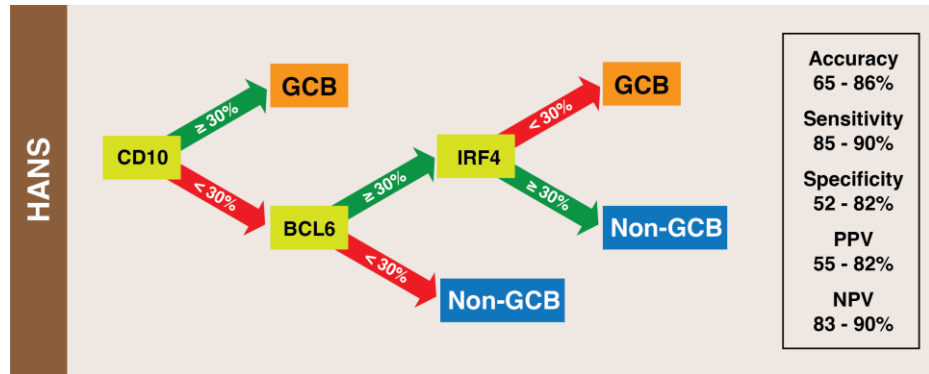 HANS
CD10
≥ 30%
GCB
< 30%
BCL6
≥ 30%
IRF4
< 30%
GCB
≥ 30%
Non-GCB
< 30%
Non-GCB
Accuracy
65 - 86%
Sensitivity
85 - 90%
Specificity
52 - 82%
PPV
55 - 82%
NPV
83 - 90%